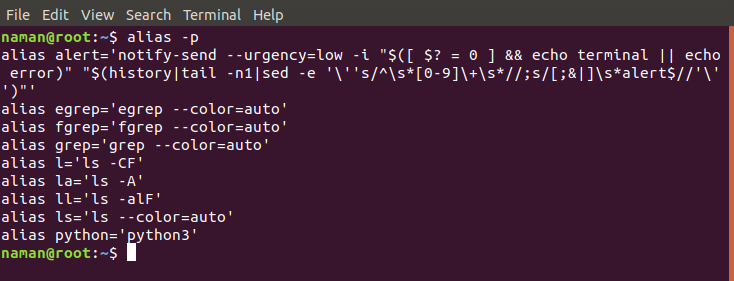 File Edit View Search Terminal Help
naman@root:~$ alias -p
alias alert='notify-send --urgency=low -i "$([ $? = 0 ] && echo terminal || echo
 error)" "$(history|tail -n1|sed -e '\''s/^\s*[0-9]\+\s*//;s/[;&|]\s*alert$//'\'
')"'
alias egrep='egrep --color=auto'
alias fgrep='fgrep --color=auto'
alias grep='grep --color=auto'
alias l='ls -CF'
alias la='ls -A'
alias ll='ls -alF'
alias ls='ls --color=auto'
alias python='python3'
naman@root:~$